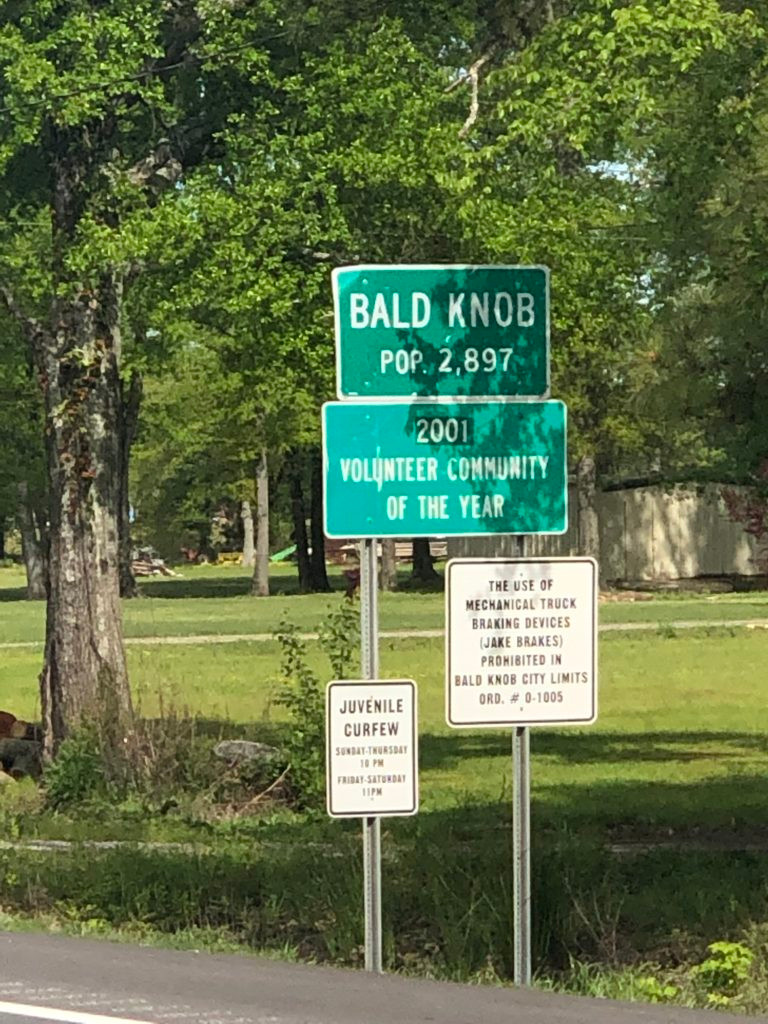 BALD KNOB
POP. 2,897
2001
VOLUNTEER COMMUNITY
OF THE YEAR
THE USE OF
MECHANICAL TRUCK
BRAKING DEVICES
(JAKE BRAKES)
PROHIBITED IN
BALD KNOB CITY LIMITS
ORD. # 0-1005
JUVENILE
CURFEW
SUNDAY-THURSDAY
10 PM
FRIDAY-SATURDAY
11PM